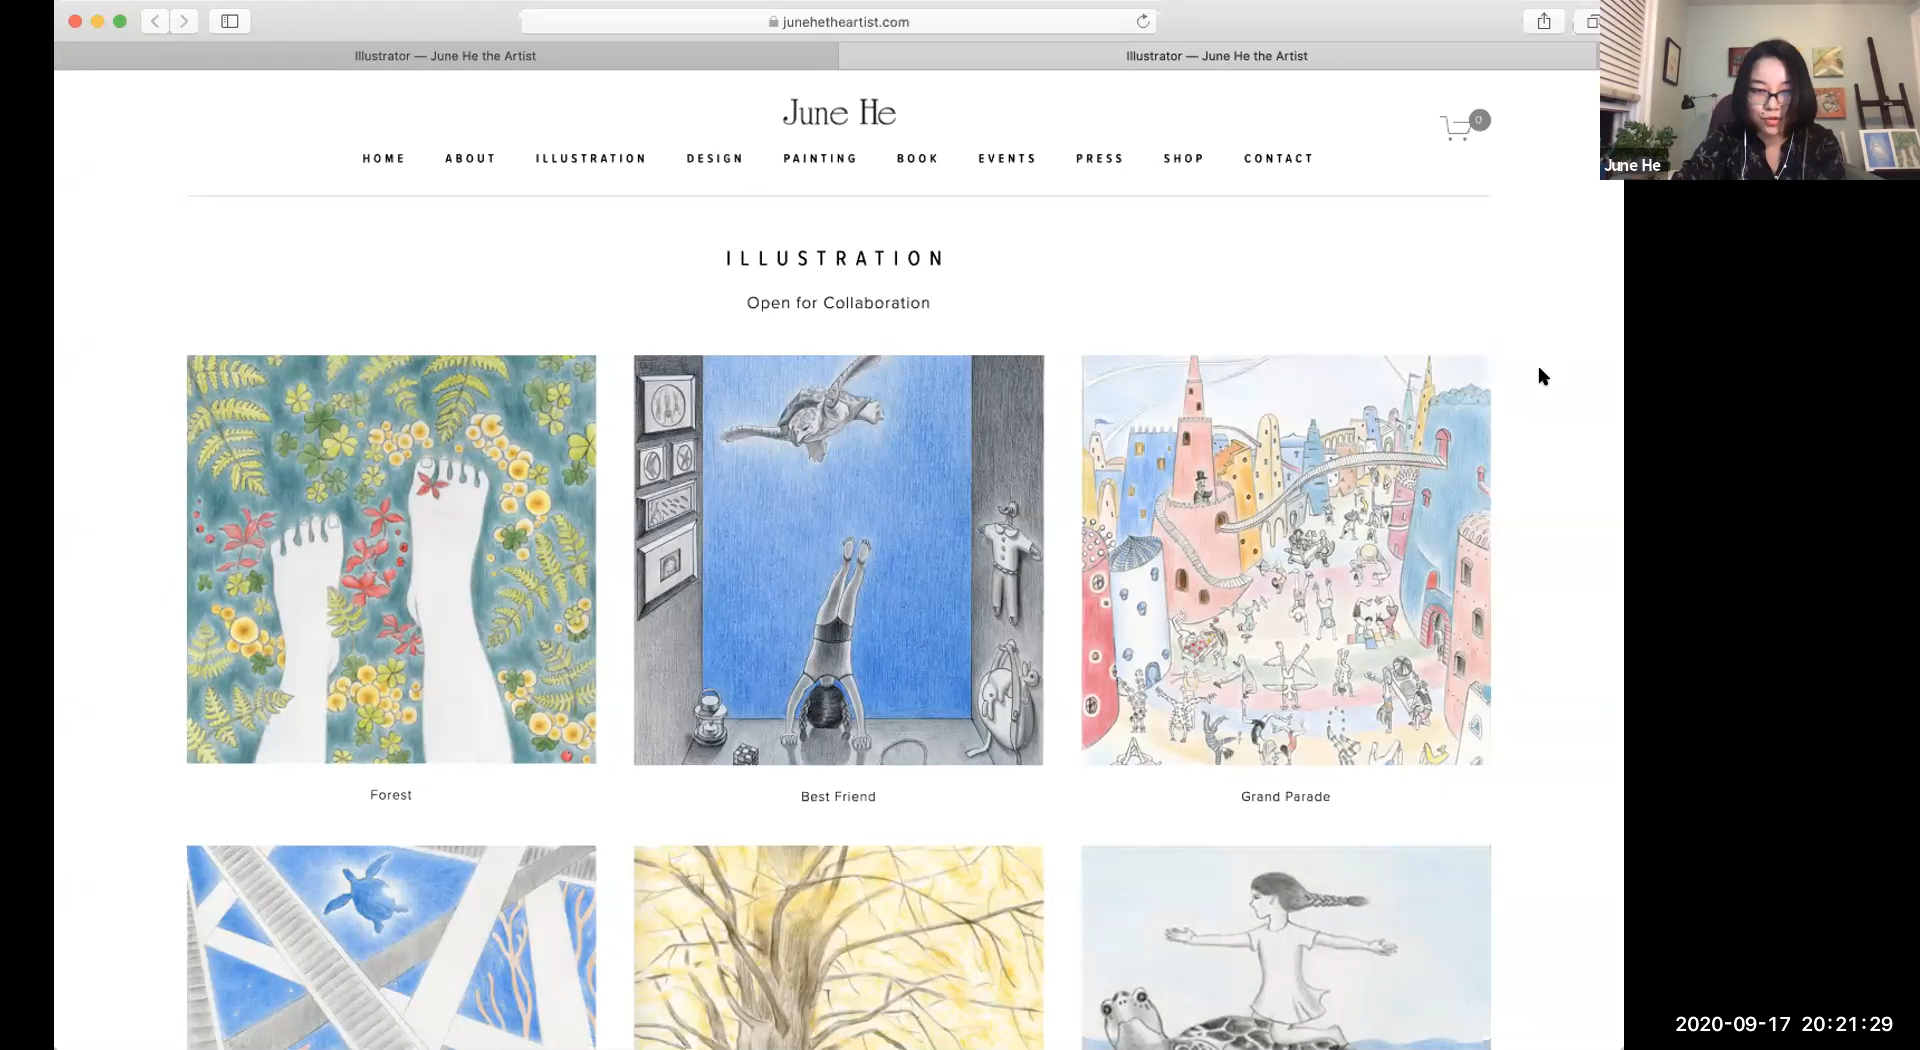 junehetheartist.com
Illustrator — June He the Artist
Illustrator — June He the Artist
June He
0
HOME ABOUT ILLUSTRATION DESIGN PAINTING BOOK EVENTS PRESS SHOP CONTACT
June He
ILLUSTRATION
Open for Collaboration
Forest
Best Friend
Grand Parade
2020-09-17 20:21:29